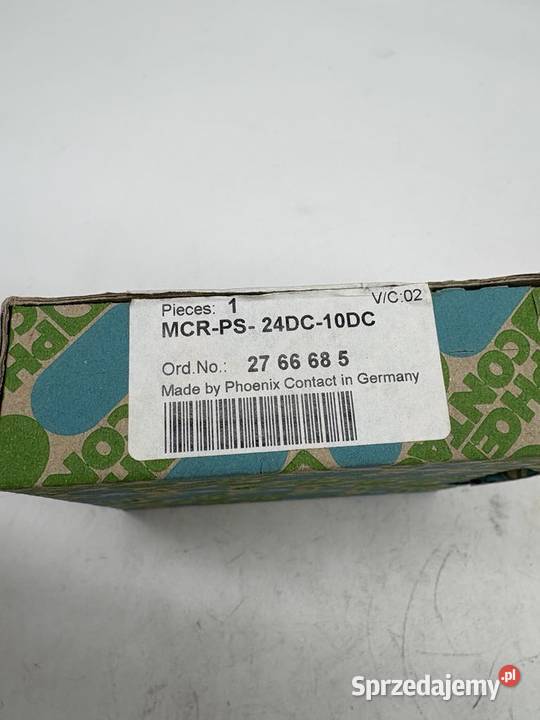 Pieces: 1
V/C:02
MCR-PS- 24DC-10DC
Ord.No.: 27 66 68 5
Made by Phoenix Contact in Germany
Sprzedajemy.pl